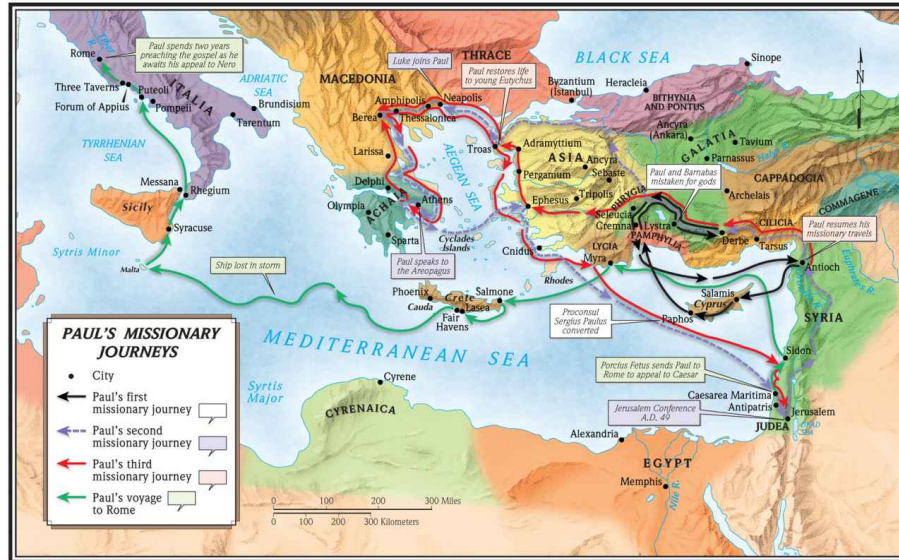 Rome
Tiber
R.
Paul spends two years
preaching the gospel as he
awaits his appeal to Nero
Three Taverns
Forum of Appius
Puteoli
Pompeii
ITALIA
ADRIATIC
SEA
Brundisium
Tarentum
TYRRHENIAN
SEA
Messana
Rhegium
Sicily
Syracuse
Sytris Minor
Malta
Ship lost in storm
MACEDONIA
THRACE
Luke joins Paul
Paul restores life
to young Eutychus
Amphipolis
Neapolis
Berea
Thessalonica
Larissa
Delphi
ACHAIA
Olympia
Athens
Sparta
AEGEAN
SEA
Cyclades
Islands
Paul speaks to
the Areopagus
BLACK SEA
Byzantium
(Istanbul)
Heracleia
Sinope
BITHYNIA
AND PONTUS
Ancyra
(Ankara)
GALATIA
Tavium
Parnassus
Halys R.
CAPPADOCIA
Archelais
COMMAGENE
Troas
Adramyttium
ASIA
Pergamum
Ancyra
Sebaste
Tripolis
Ephesus
PHRYGIA
Paul and Barnabas
mistaken for gods
Seleucia
Cremna
Lystra
PAMPHYLIA
Derbe
CILICIA
Tarsus
Paul resumes his
missionary travels
Euphrates R.
Antioch
Orontes R.
SYRIA
Cnidus
LYCIA
Myra
Rhodes
Salamis
Cyprus
Paphos
Proconsul
Sergius Paulus
converted
Phoenix
Cauda
Crete
Lasea
Salmone
Fair
Havens
Sidon
Porcius Fetus sends Paul to
Rome to appeal to Caesar
Caesarea Maritima
Antipatris
Jerusalem Conference
A.D. 49
Jerusalem
JUDEA
DEAD
SEA
MEDITERRANEAN SEA
Syrtis
Major
Cyrene
CYRENAICA
Alexandria
EGYPT
Memphis
Nile R.
N
PAUL'S MISSIONARY
JOURNEYS
City
Paul's first
missionary journey
Paul's second
missionary journey
Paul's third
missionary journey
Paul's voyage
to Rome
0 100 200 300 Miles
0 100 200 300 Kilometers